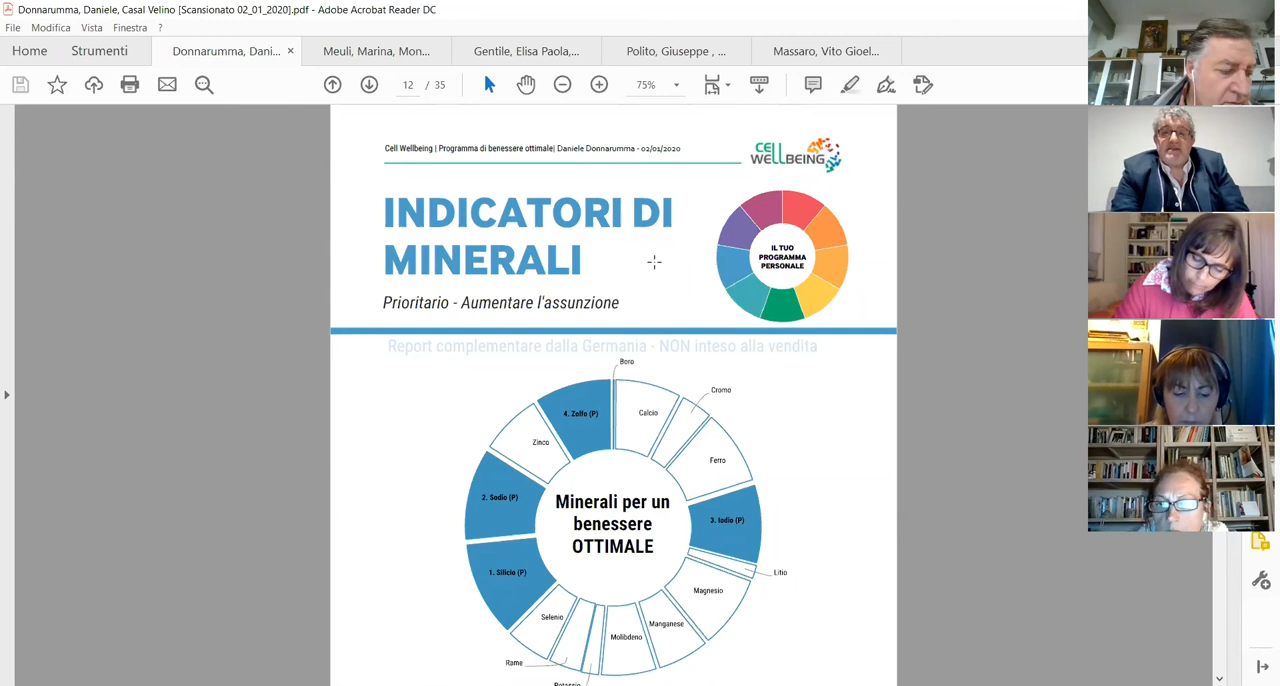 Donnarumma, Daniele, Casal Velino [Scansionato 02_01_2020].pdf - Adobe Acrobat Reader DC
File Modifica Vista Finestra ?
Home Strumenti Donnarumma, Dani... × Meuli, Marina, Mon... Gentile, Elisa Paola,... Polito, Giuseppe , ... Massaro, Vito Gioel...
12 / 35 75%
Cell Wellbeing | Programma di benessere ottimale| Daniele Donnarumma - 02/01/2020
CELL
WELLBEING
INDICATORI DI
MINERALI
IL TUO
PROGRAMMA
PERSONALE
Prioritario - Aumentare l'assunzione
Report complementare dalla Germania - NON inteso alla vendita
Boro
Cromo
4. Zolfo (P)
Calcio
Zinco
Ferro
2. Sodio (P)
Minerali per un
benessere
OTTIMALE
3. Iodio (P)
1. Silicio (P)
Litio
Magnesio
Selenio
Manganese
Molibdeno
Rame
Potassio